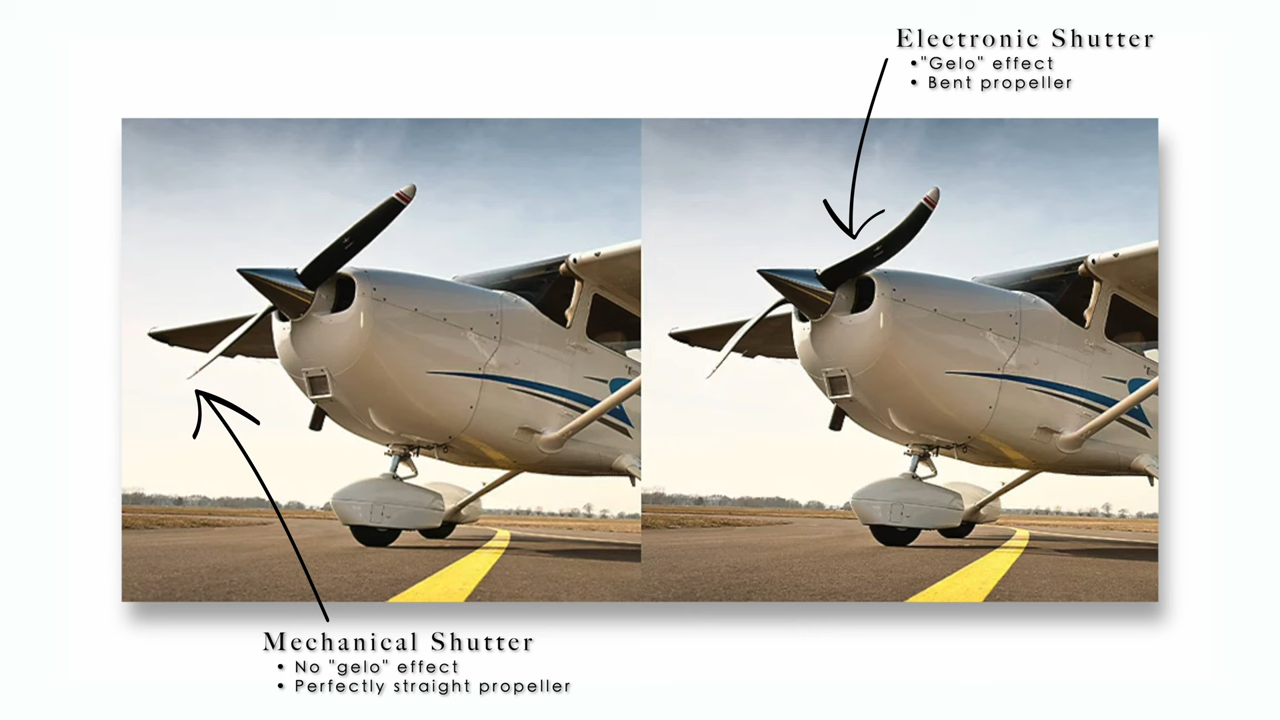 Electronic Shutter
•"Gelo" effect
• Bent propeller
Mechanical Shutter
• No "gelo" effect
• Perfectly straight propeller